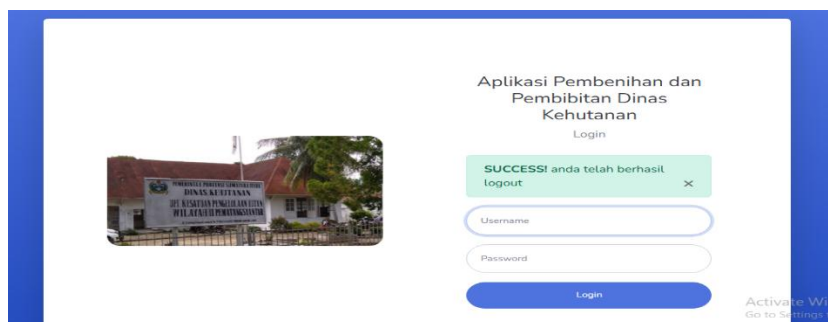 Aplikasi Pembenihan dan
Pembibitan Dinas
Kehutanan
Login
SUCCESS! anda telah berhasil
logout ×
Username
Password
Login
DINAS KEHUTANAN
Activate Wi
Go to Settings